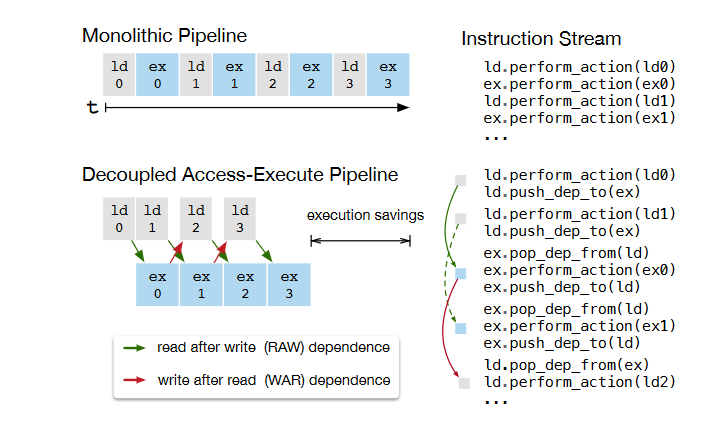 Monolithic Pipeline
ld ex ld ex ld ex ld ex
0 0 1 1 2 2 3 3
t
Decoupled Access-Execute Pipeline
ld ld ld ld
0 1 2 3
execution savings
ex ex ex ex
0 1 2 3
read after write (RAW) dependence
write after read (WAR) dependence
Instruction Stream
ld.perform_action(ld0)
ex.perform_action(ex0)
ld.perform_action(ld1)
ex.perform_action(ex1)
...
ld.perform_action(ld0)
ld.push_dep_to(ex)
ld.perform_action(ld1)
ld.push_dep_to(ex)
ex.pop_dep_from(ld)
ex.perform_action(ex0)
ex.push_dep_to(ld)
ex.pop_dep_from(ld)
ex.perform_action(ex1)
ex.push_dep_to(ld)
ld.pop_dep_from(ex)
ld.perform_action(ld2)
...